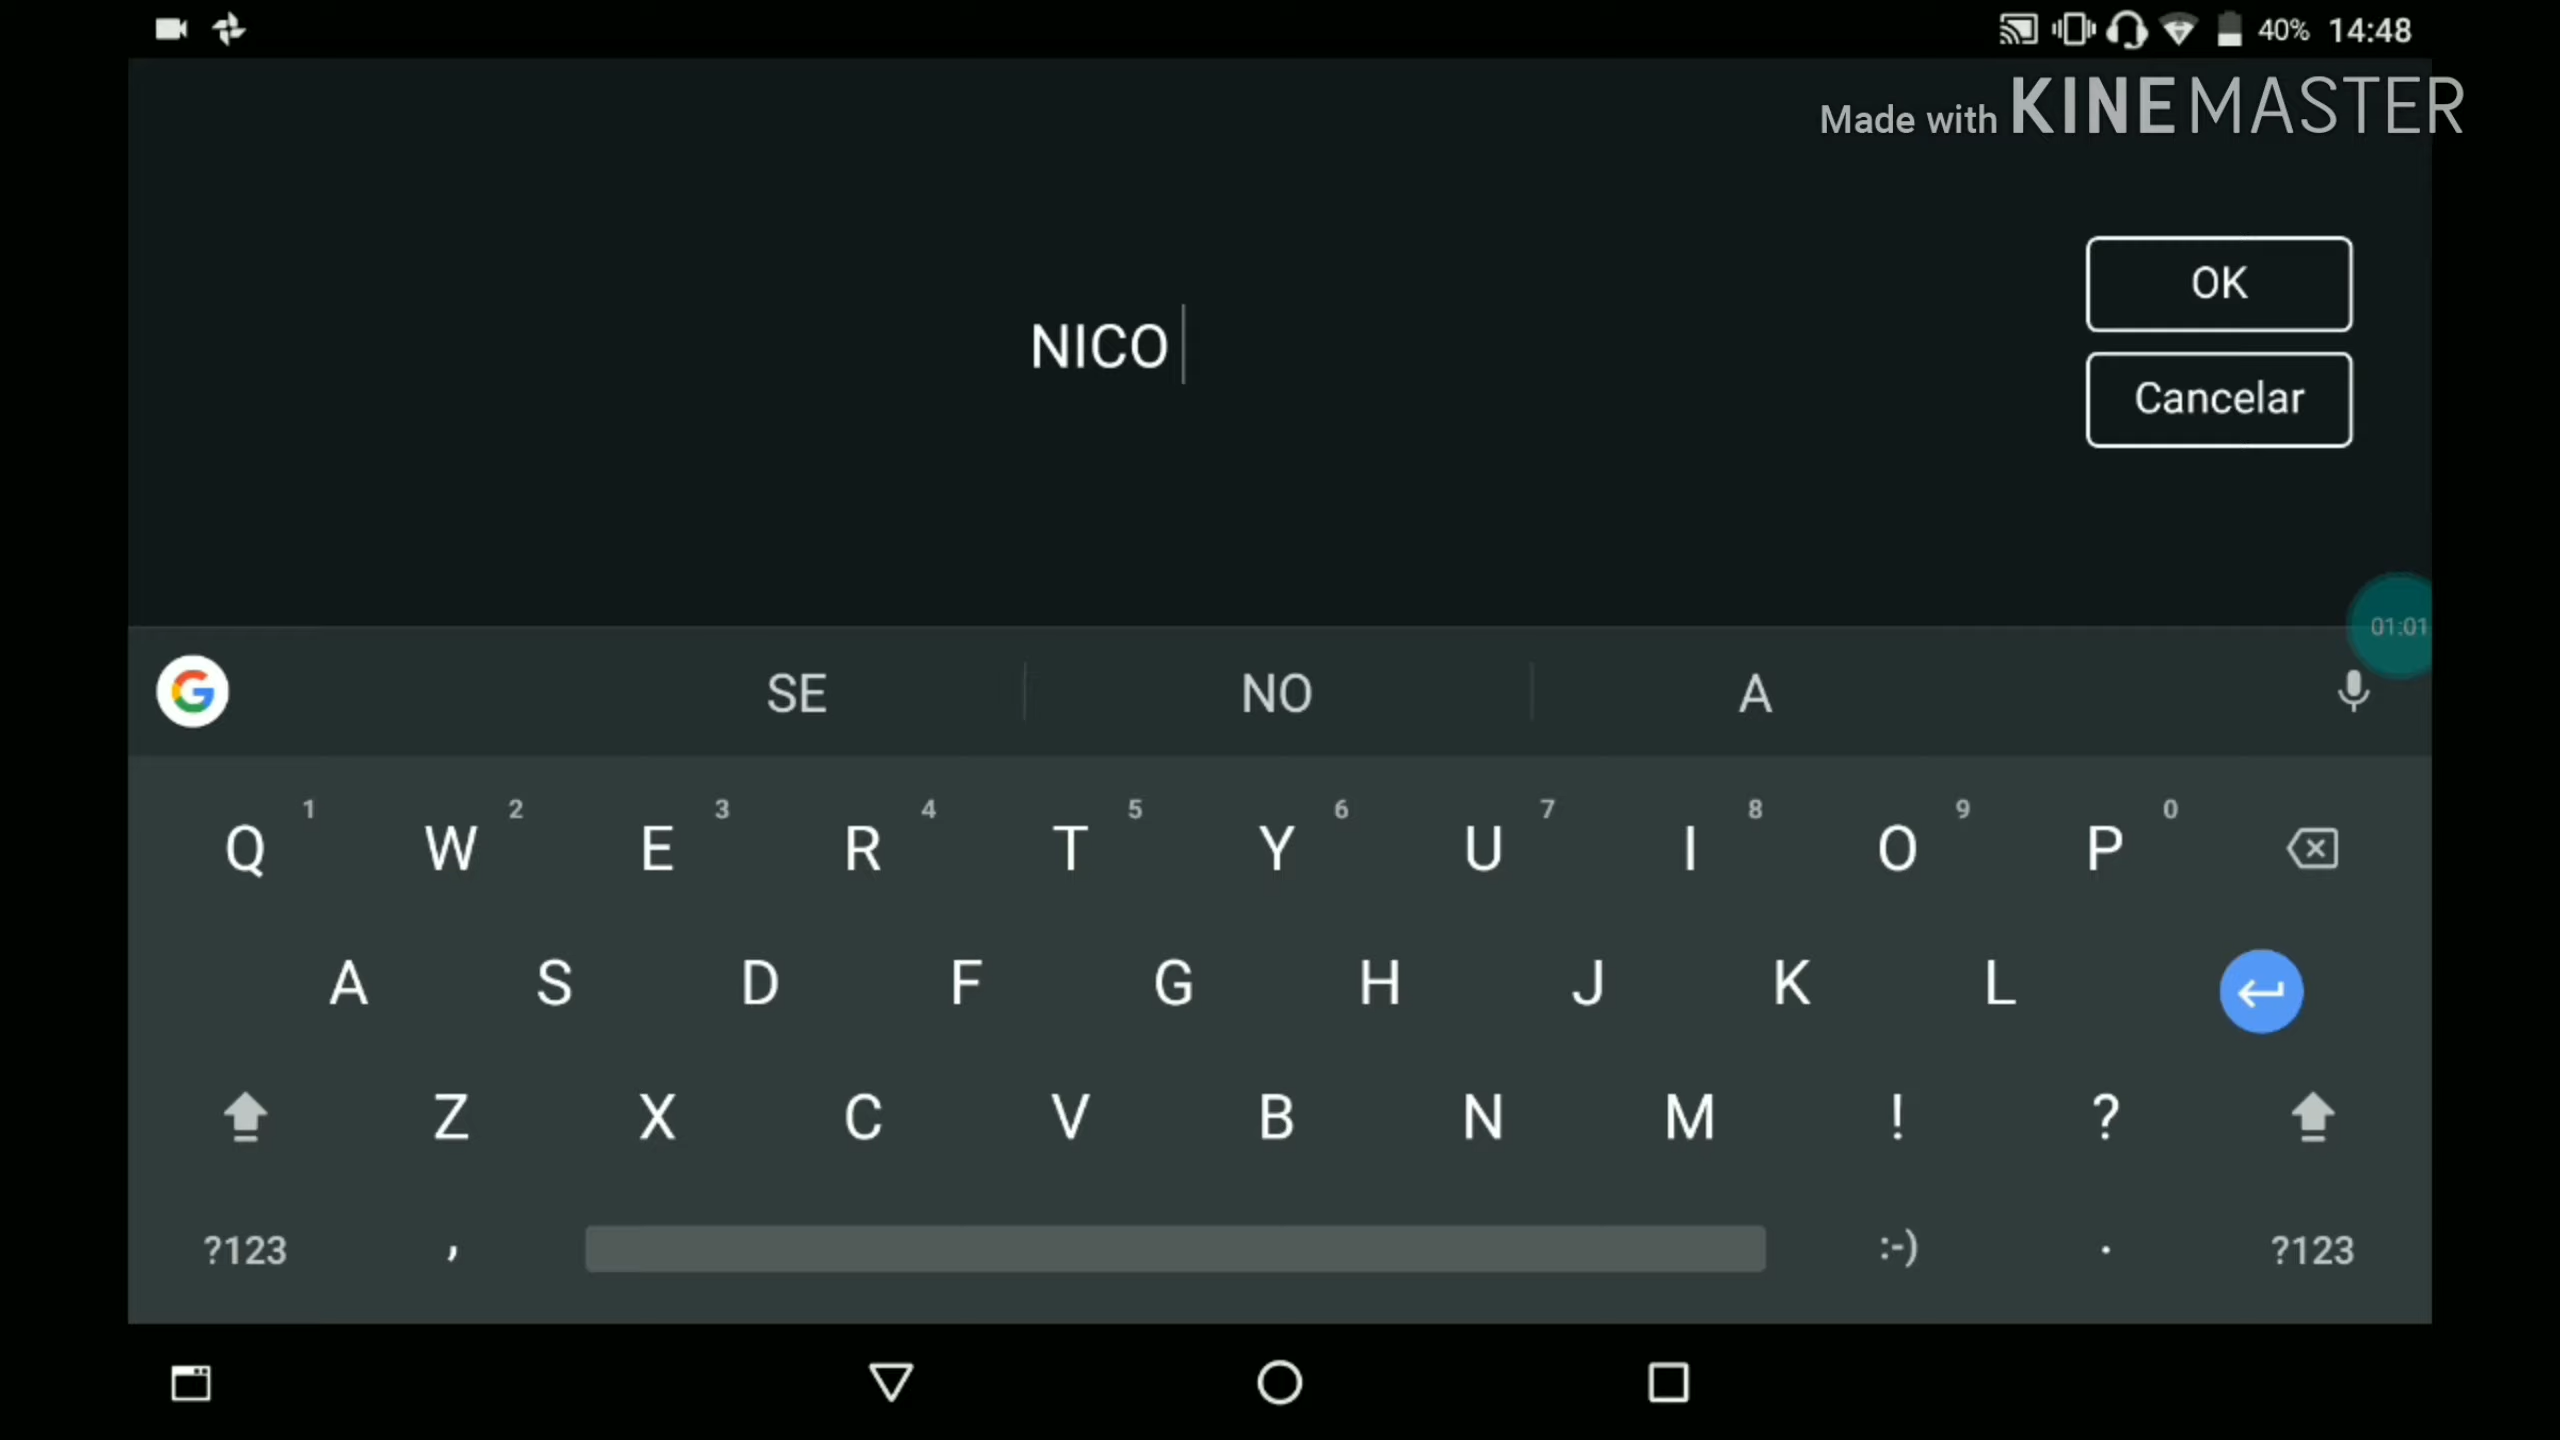 40% 14:48
Made with KINEMASTER
OK
NICO
Cancelar
01:01
G SE NO A
1 2 3 4 5 6 7 8 9 0
Q W E R T Y U I O P
A S D F G H J K L
Z X C V B N M ! ?
?123 , :-) . ?123